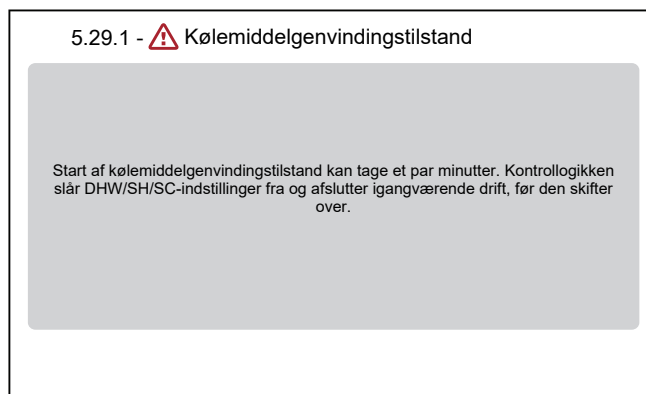 5.29.1 - Kølemiddelgenvindingstilstand
Start af kølemiddelgenvindingstilstand kan tage et par minutter. Kontrollogikken
slår DHW/SH/SC-indstillinger fra og afslutter igangværende drift, før den skifter
over.